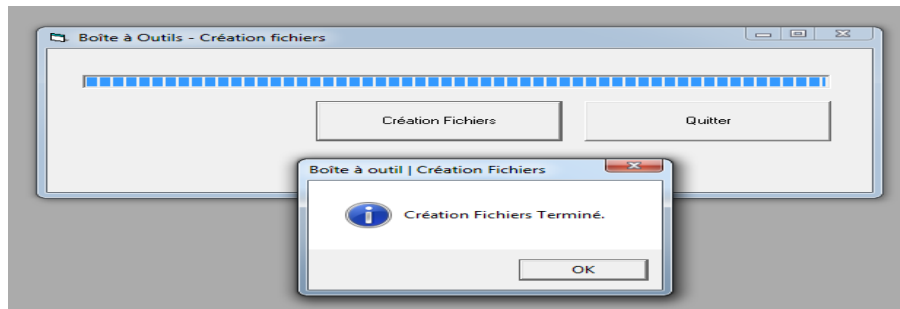 Boîte à Outils - Création fichiers
Création Fichiers
Quitter
Boîte à outil | Création Fichiers
Création Fichiers Terminé.
OK